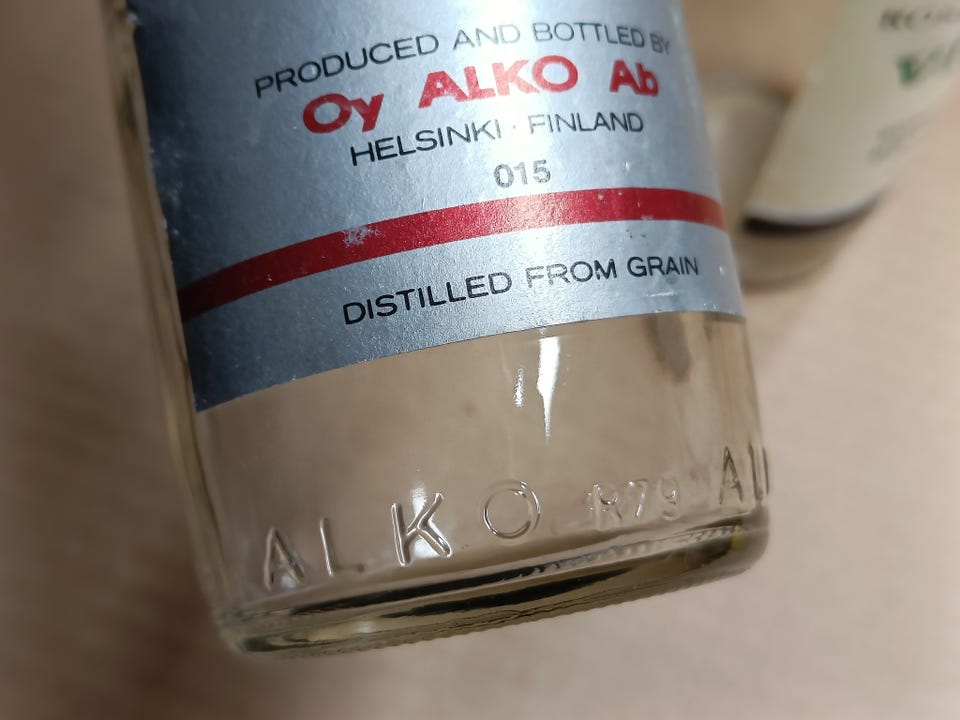 PRODUCED AND BOTTLED BY
Oy ALKO Ab
HELSINKI · FINLAND
015
DISTILLED FROM GRAIN
ALKO R79